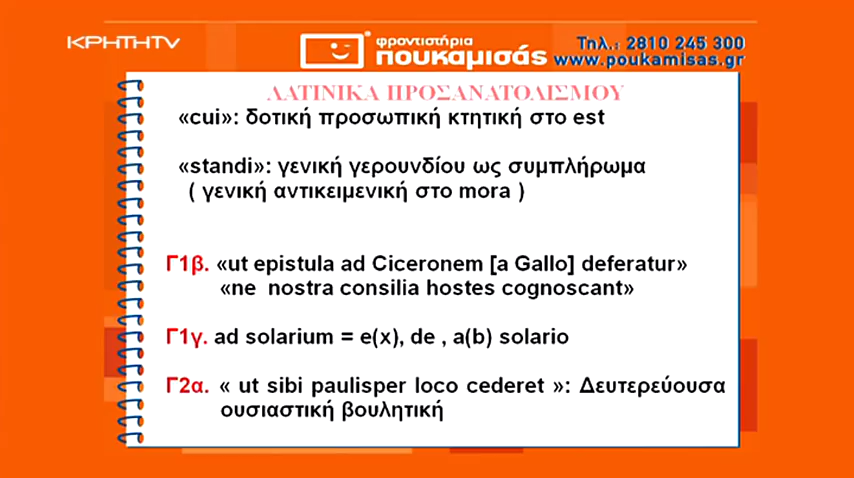 ΚΡΗΤΗTV
φροντιστήρια
πουκαμισάς
Τηλ.: 2810 245 300
www.poukamisas.gr
ΛΑΤΙΝΙΚΑ ΠΡΟΣΑΝΑΤΟΛΙΣΜΟΥ
«cui»: δοτική προσωπική κτητική στο est
«standi»: γενική γερουνδίου ως συμπλήρωμα
( γενική αντικειμενική στο mora )
Γ1β. «ut epistula ad Ciceronem [a Gallo] deferatur»
«ne nostra consilia hostes cognoscant»
Γ1γ. ad solarium = e(x), de , a(b) solario
Γ2α. « ut sibi paulisper loco cederet »: Δευτερεύουσα
ουσιαστική βουλητική